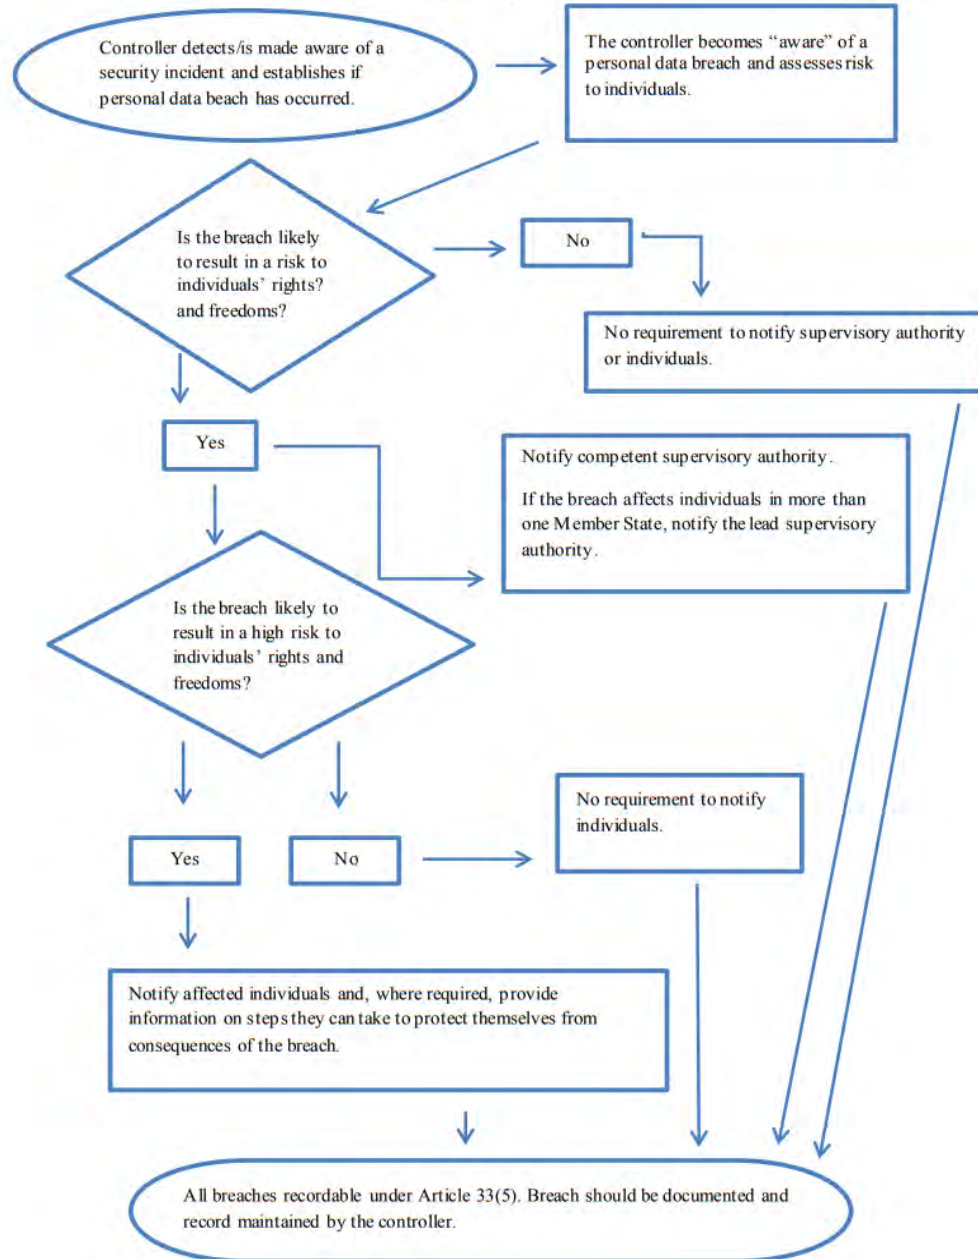 Controller detects/is made aware of a
security incident and establishes if
personal data beach has occurred.
The controller becomes “aware” of a
personal data breach and assesses risk
to individuals.
Is the breach likely
to result in a risk to
individuals’ rights?
and freedoms?
No
No requirement to notify supervisory authority
or individuals.
Yes
Notify competent supervisory authority.
If the breach affects individuals in more than
one Member State, notify the lead supervisory
authority.
Is the breach likely to
result in a high risk to
individuals’ rights and
freedoms?
Yes
No
No requirement to notify
individuals.
Notify affected individuals and, where required, provide
information on steps they can take to protect themselves from
consequences of the breach.
All breaches recordable under Article 33(5). Breach should be documented and
record maintained by the controller.